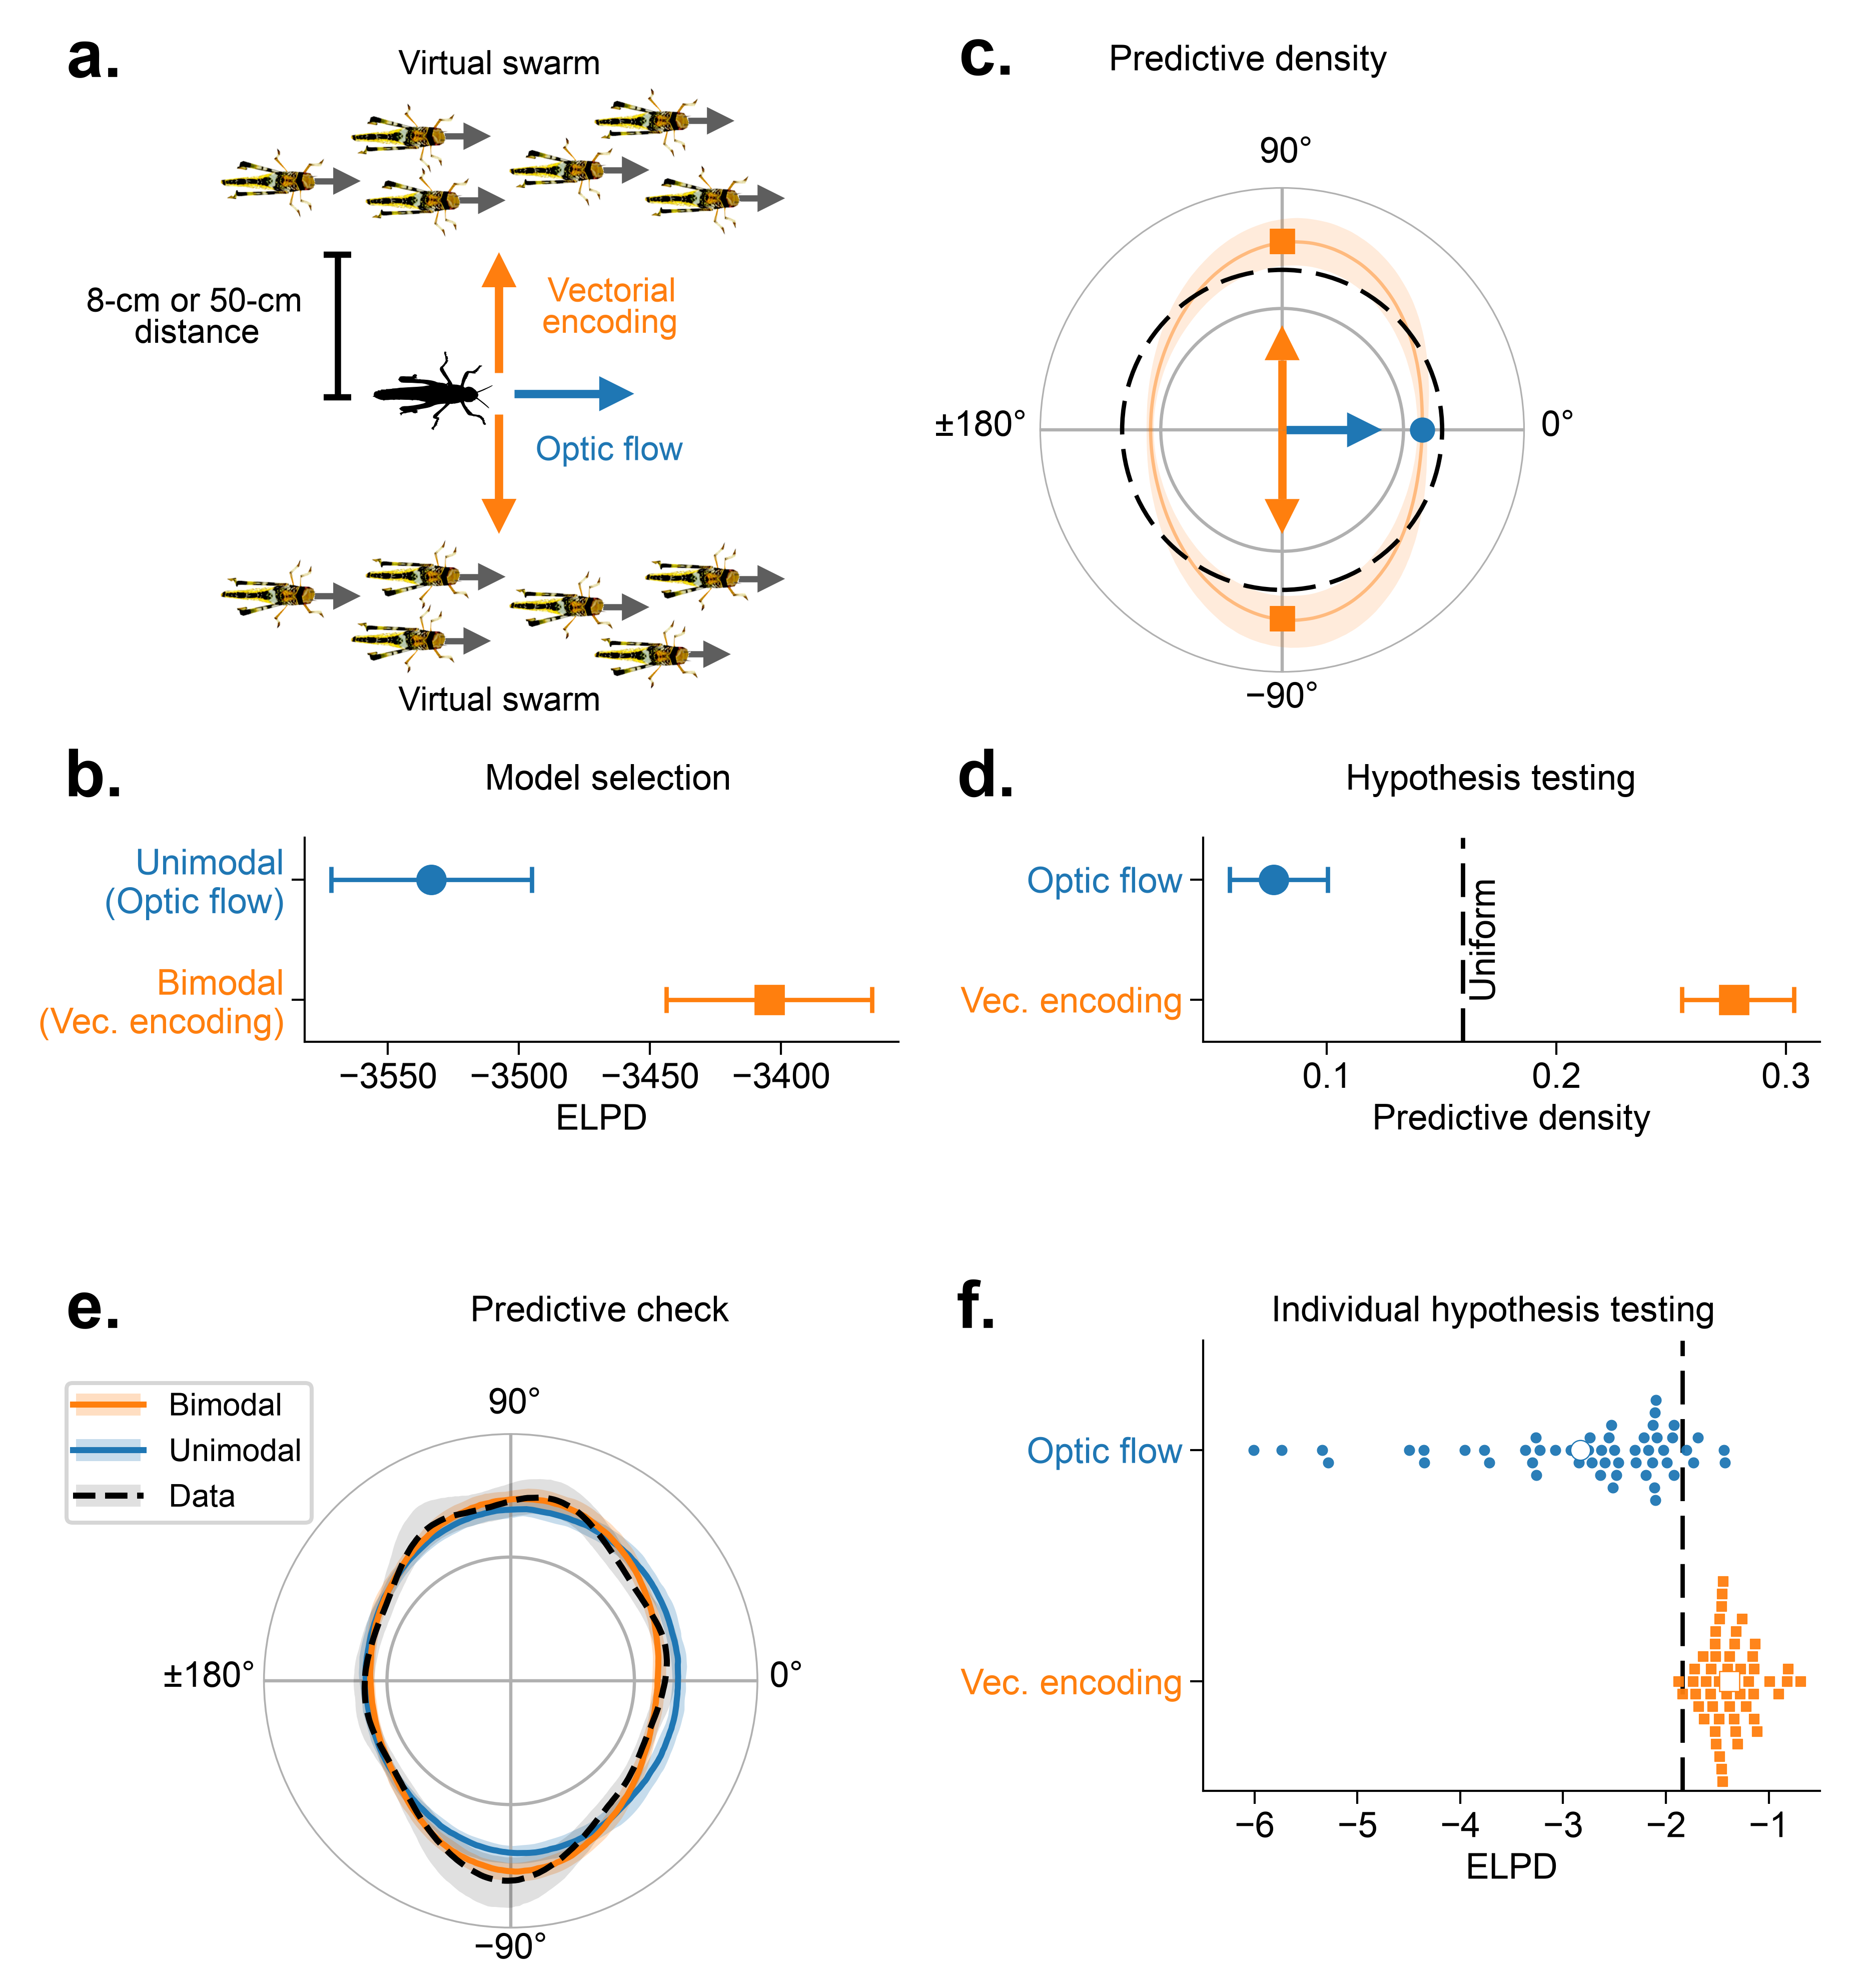 a.
Virtual swarm
8-cm or 50-cm
distance
Vectorial
encoding
Optic flow
Virtual swarm
b.
Model selection
Unimodal
(Optic flow)
Bimodal
(Vec. encoding)
−3550
−3500
−3450
−3400
ELPD
c.
Predictive density
90°
±180°
0°
−90°
d.
Hypothesis testing
Optic flow
Vec. encoding
Uniform
0.1
0.2
0.3
Predictive density
e.
Predictive check
Bimodal
Unimodal
Data
90°
±180°
0°
−90°
f.
Individual hypothesis testing
Optic flow
Vec. encoding
−6
−5
−4
−3
−2
−1
ELPD